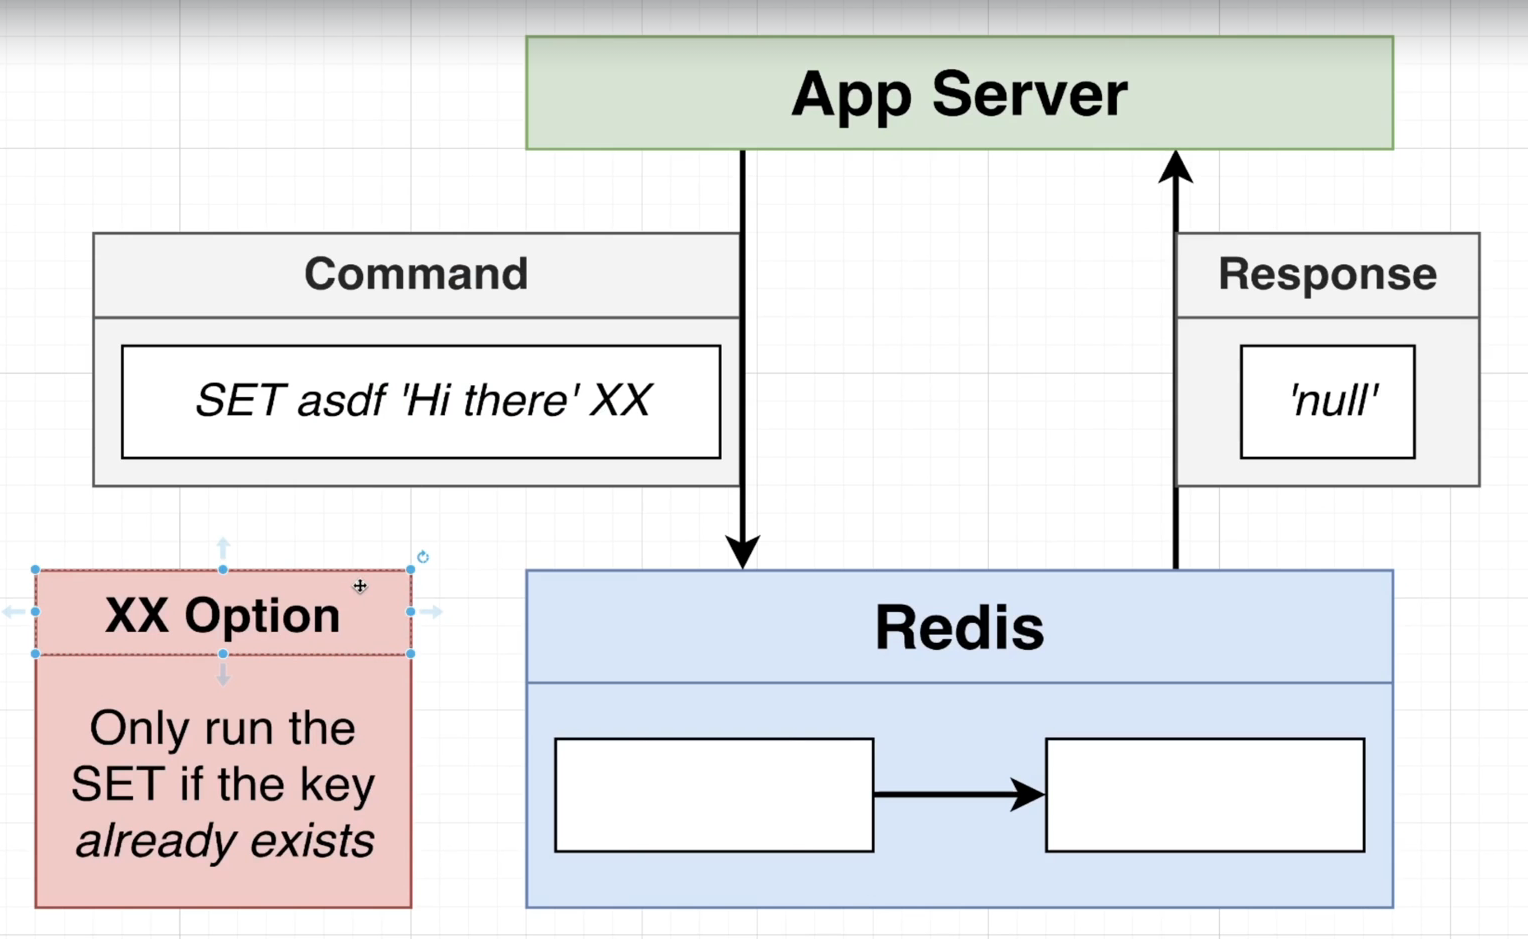 App Server
Command
Response
SET asdf 'Hi there' XX
'null'
XX Option
Only run the
SET if the key
already exists
Redis